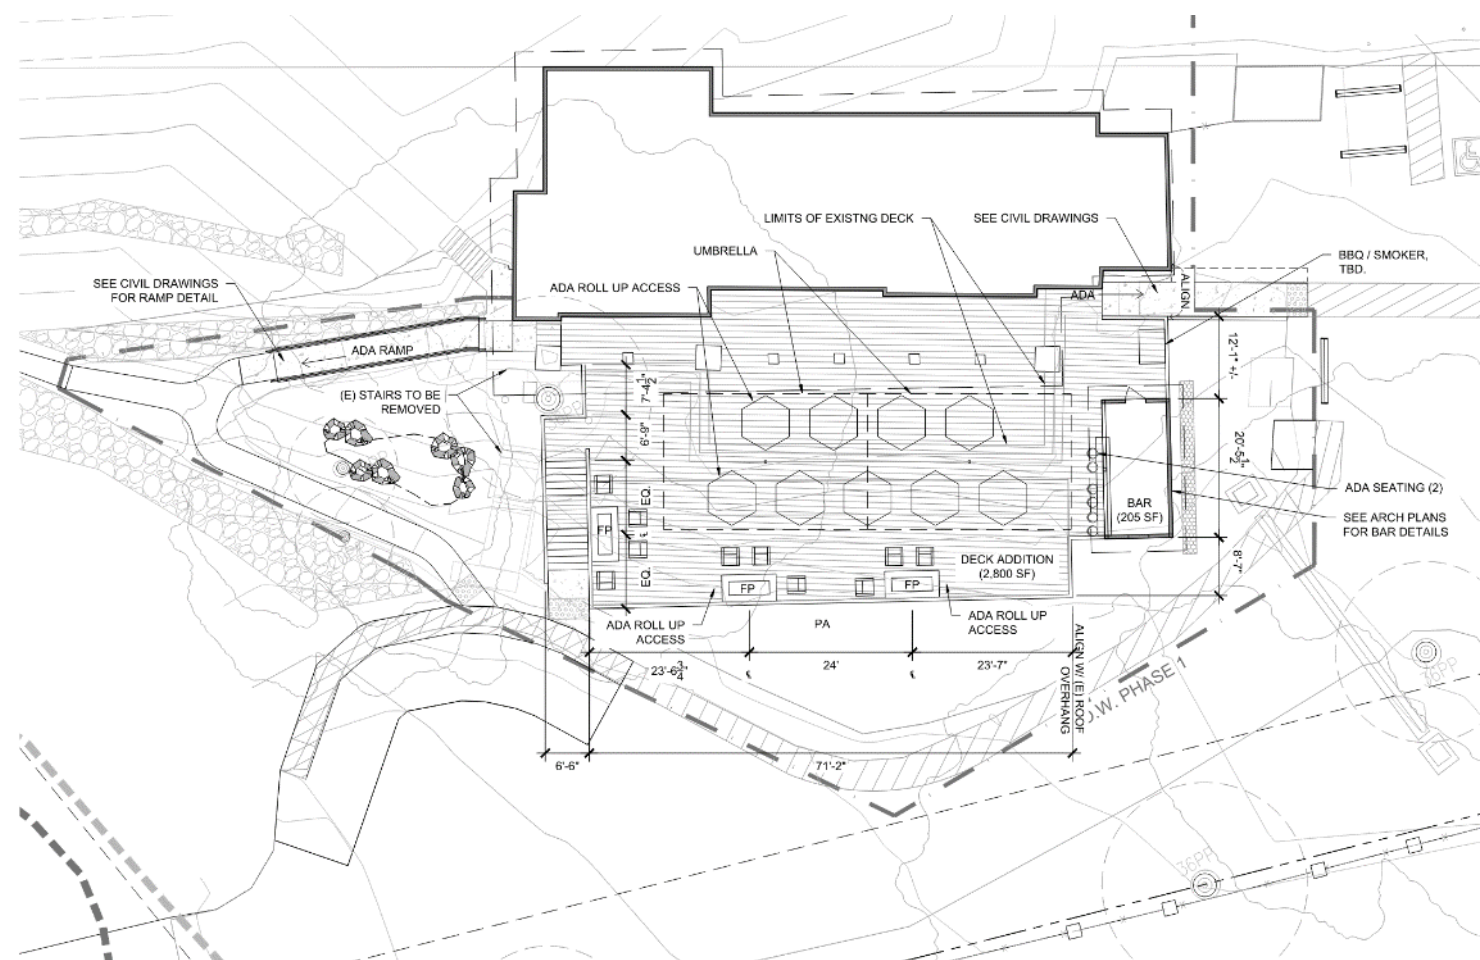 LIMITS OF EXISTNG DECK
SEE CIVIL DRAWINGS
UMBRELLA
BBQ / SMOKER,
TBD.
SEE CIVIL DRAWINGS
FOR RAMP DETAIL
ADA ROLL UP ACCESS
ADA
ALIGN
ADA RAMP
12'-1" +/-
(E) STAIRS TO BE
REMOVED
7'-4 1/2"
6'-9"
20'-5 1/2"
EQ.
ADA SEATING (2)
BAR
(205 SF)
SEE ARCH PLANS
FOR BAR DETAILS
FP
EQ.
DECK ADDITION
(2,800 SF)
8'-7"
FP
FP
ADA ROLL UP
ACCESS
PA
ADA ROLL UP
ACCESS
23'-6 3/4"
24'
23'-7"
ALIGN W/ (E) ROOF
OVERHANG
.W. PHASE 1
36PP
6'-6"
71'-2"
36PP